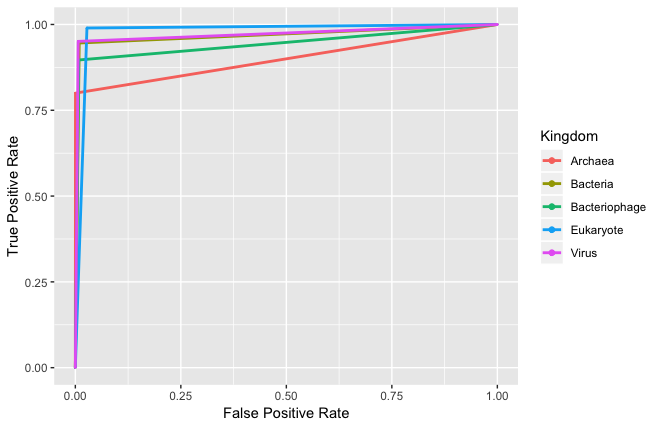 1.00
0.75
0.50
0.25
0.00
True Positive Rate
0.00 0.25 0.50 0.75 1.00
False Positive Rate
Kingdom
Archaea
Bacteria
Bacteriophage
Eukaryote
Virus